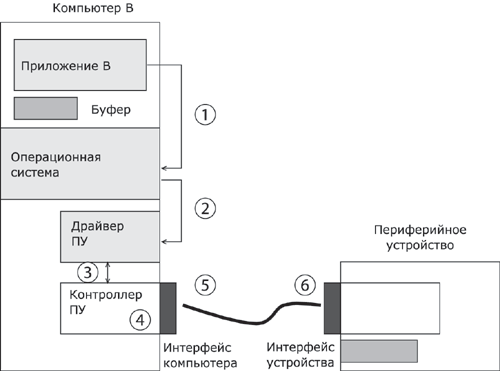 Компьютер В
Приложение В
Буфер
1
Операционная
система
2
Драйвер
ПУ
Периферийное
устройство
3
Контроллер
ПУ
4
5
6
Интерфейс
компьютера
Интерфейс
устройства